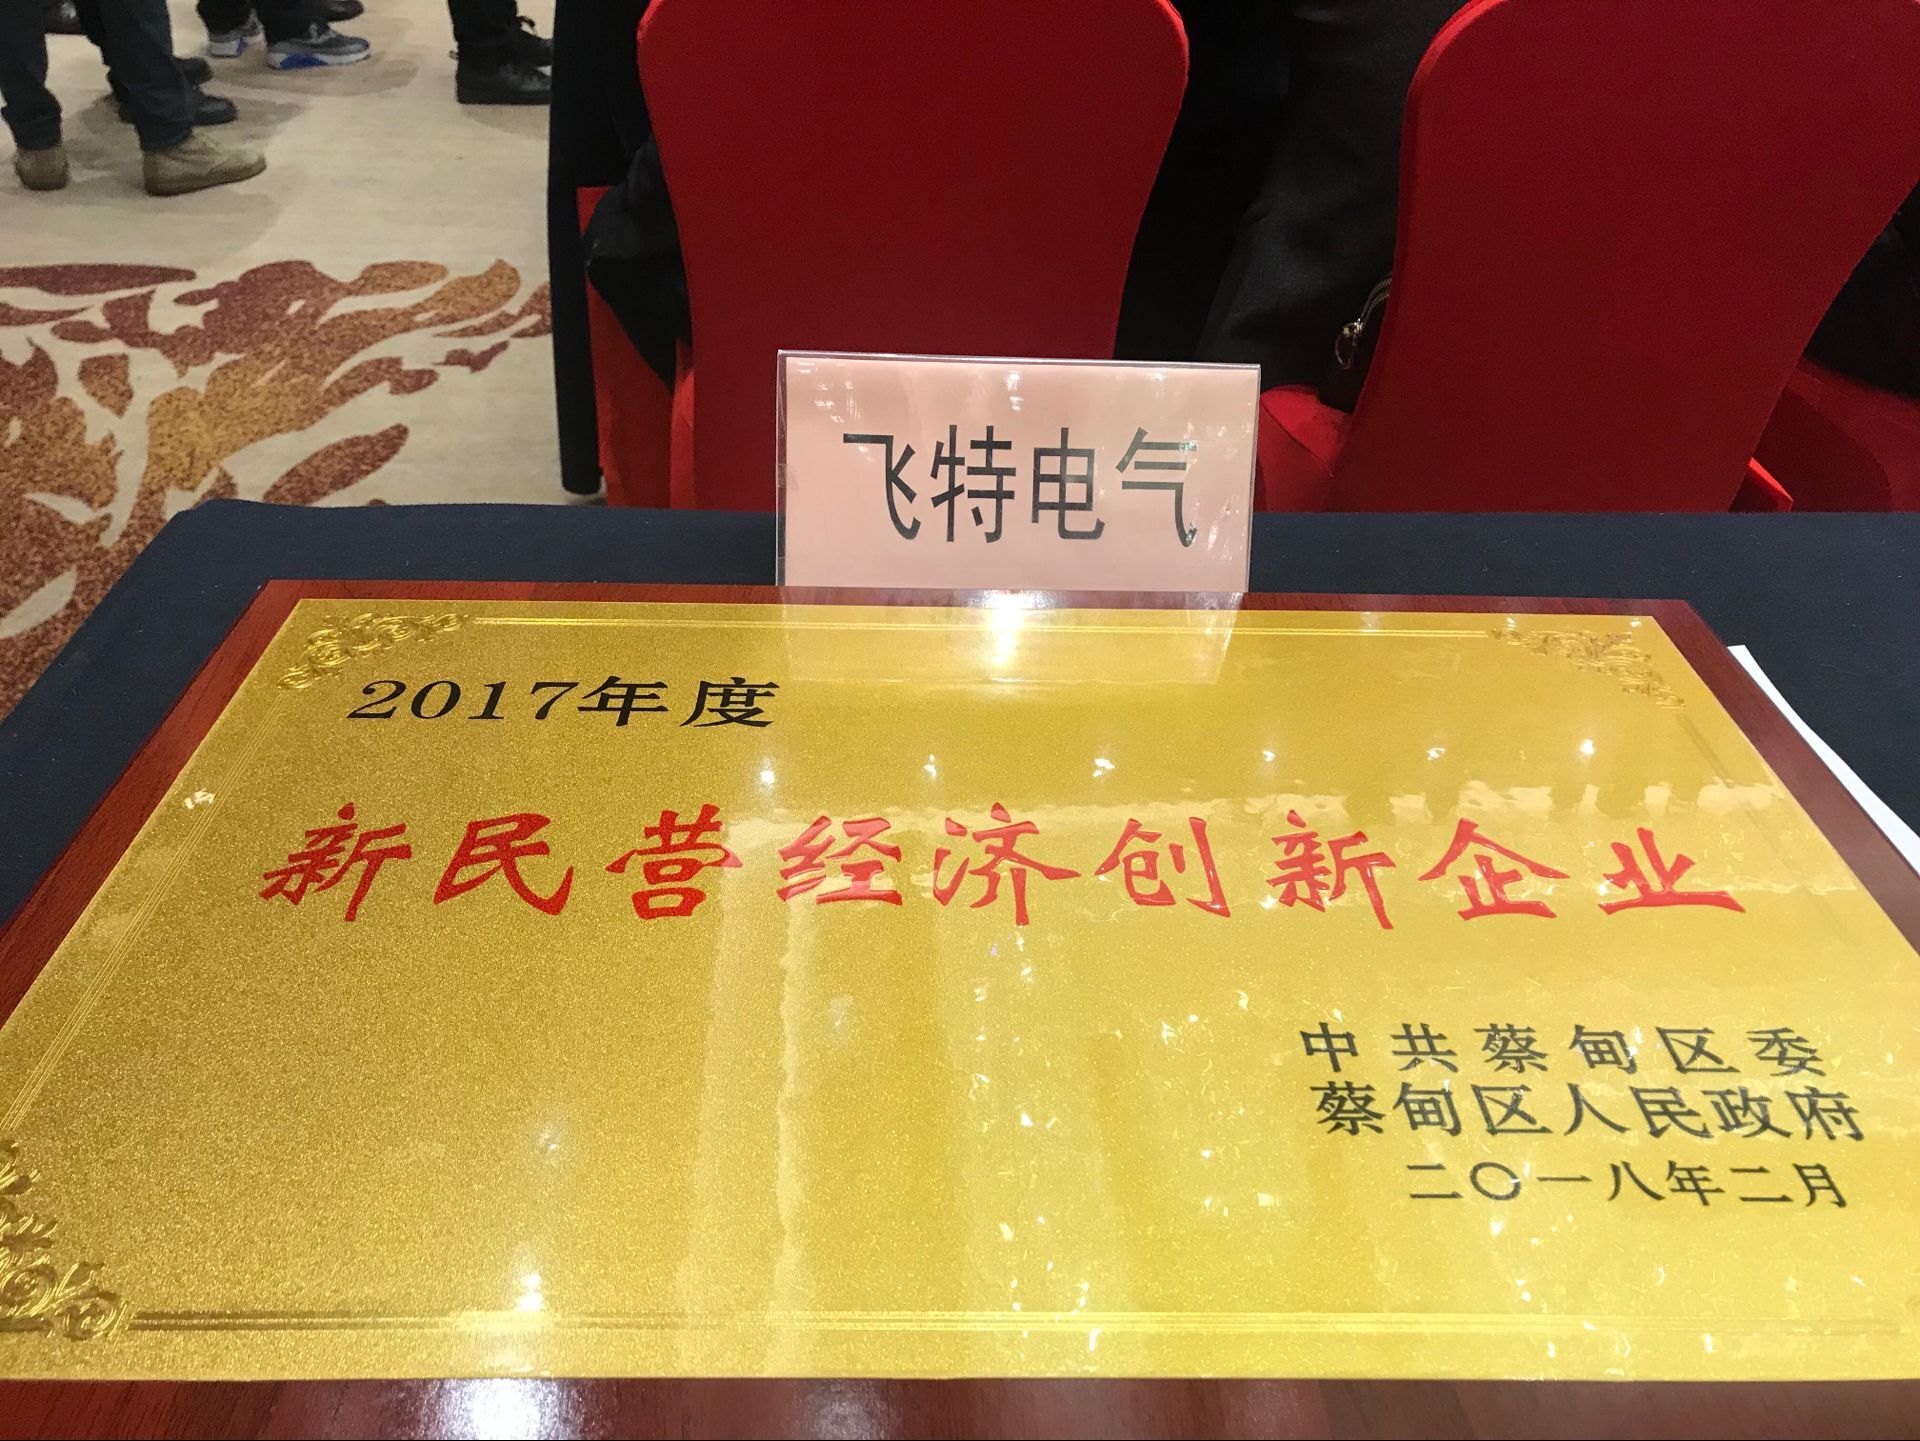 飞特电气
2017年度
新民营经济创新企业
中共蔡甸区委
蔡甸区人民政府
二〇一八年二月